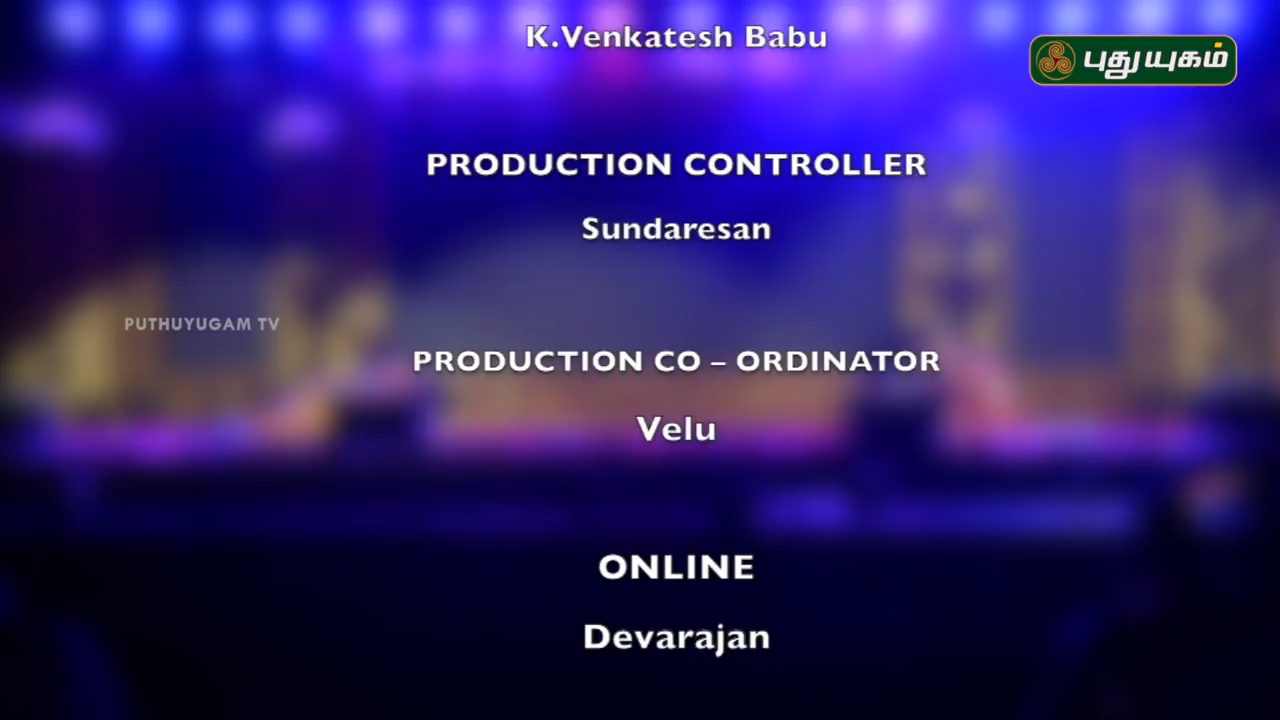 K.Venkatesh Babu
புதுயுகம்
PRODUCTION CONTROLLER
Sundaresan
PUTHUYUGAM TV
PRODUCTION CO – ORDINATOR
Velu
ONLINE
Devarajan